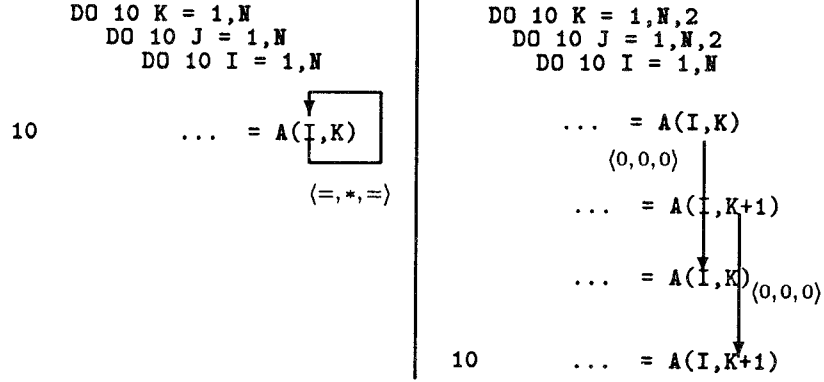 DO 10 K = 1,N
DO 10 J = 1,N
DO 10 I = 1,N
10 ... = A(I,K)
⟨=,*,=⟩
DO 10 K = 1,N,2
DO 10 J = 1,N,2
DO 10 I = 1,N
... = A(I,K)
⟨0,0,0⟩
... = A(I,K+1)
... = A(I,K)
⟨0,0,0⟩
10 ... = A(I,K+1)